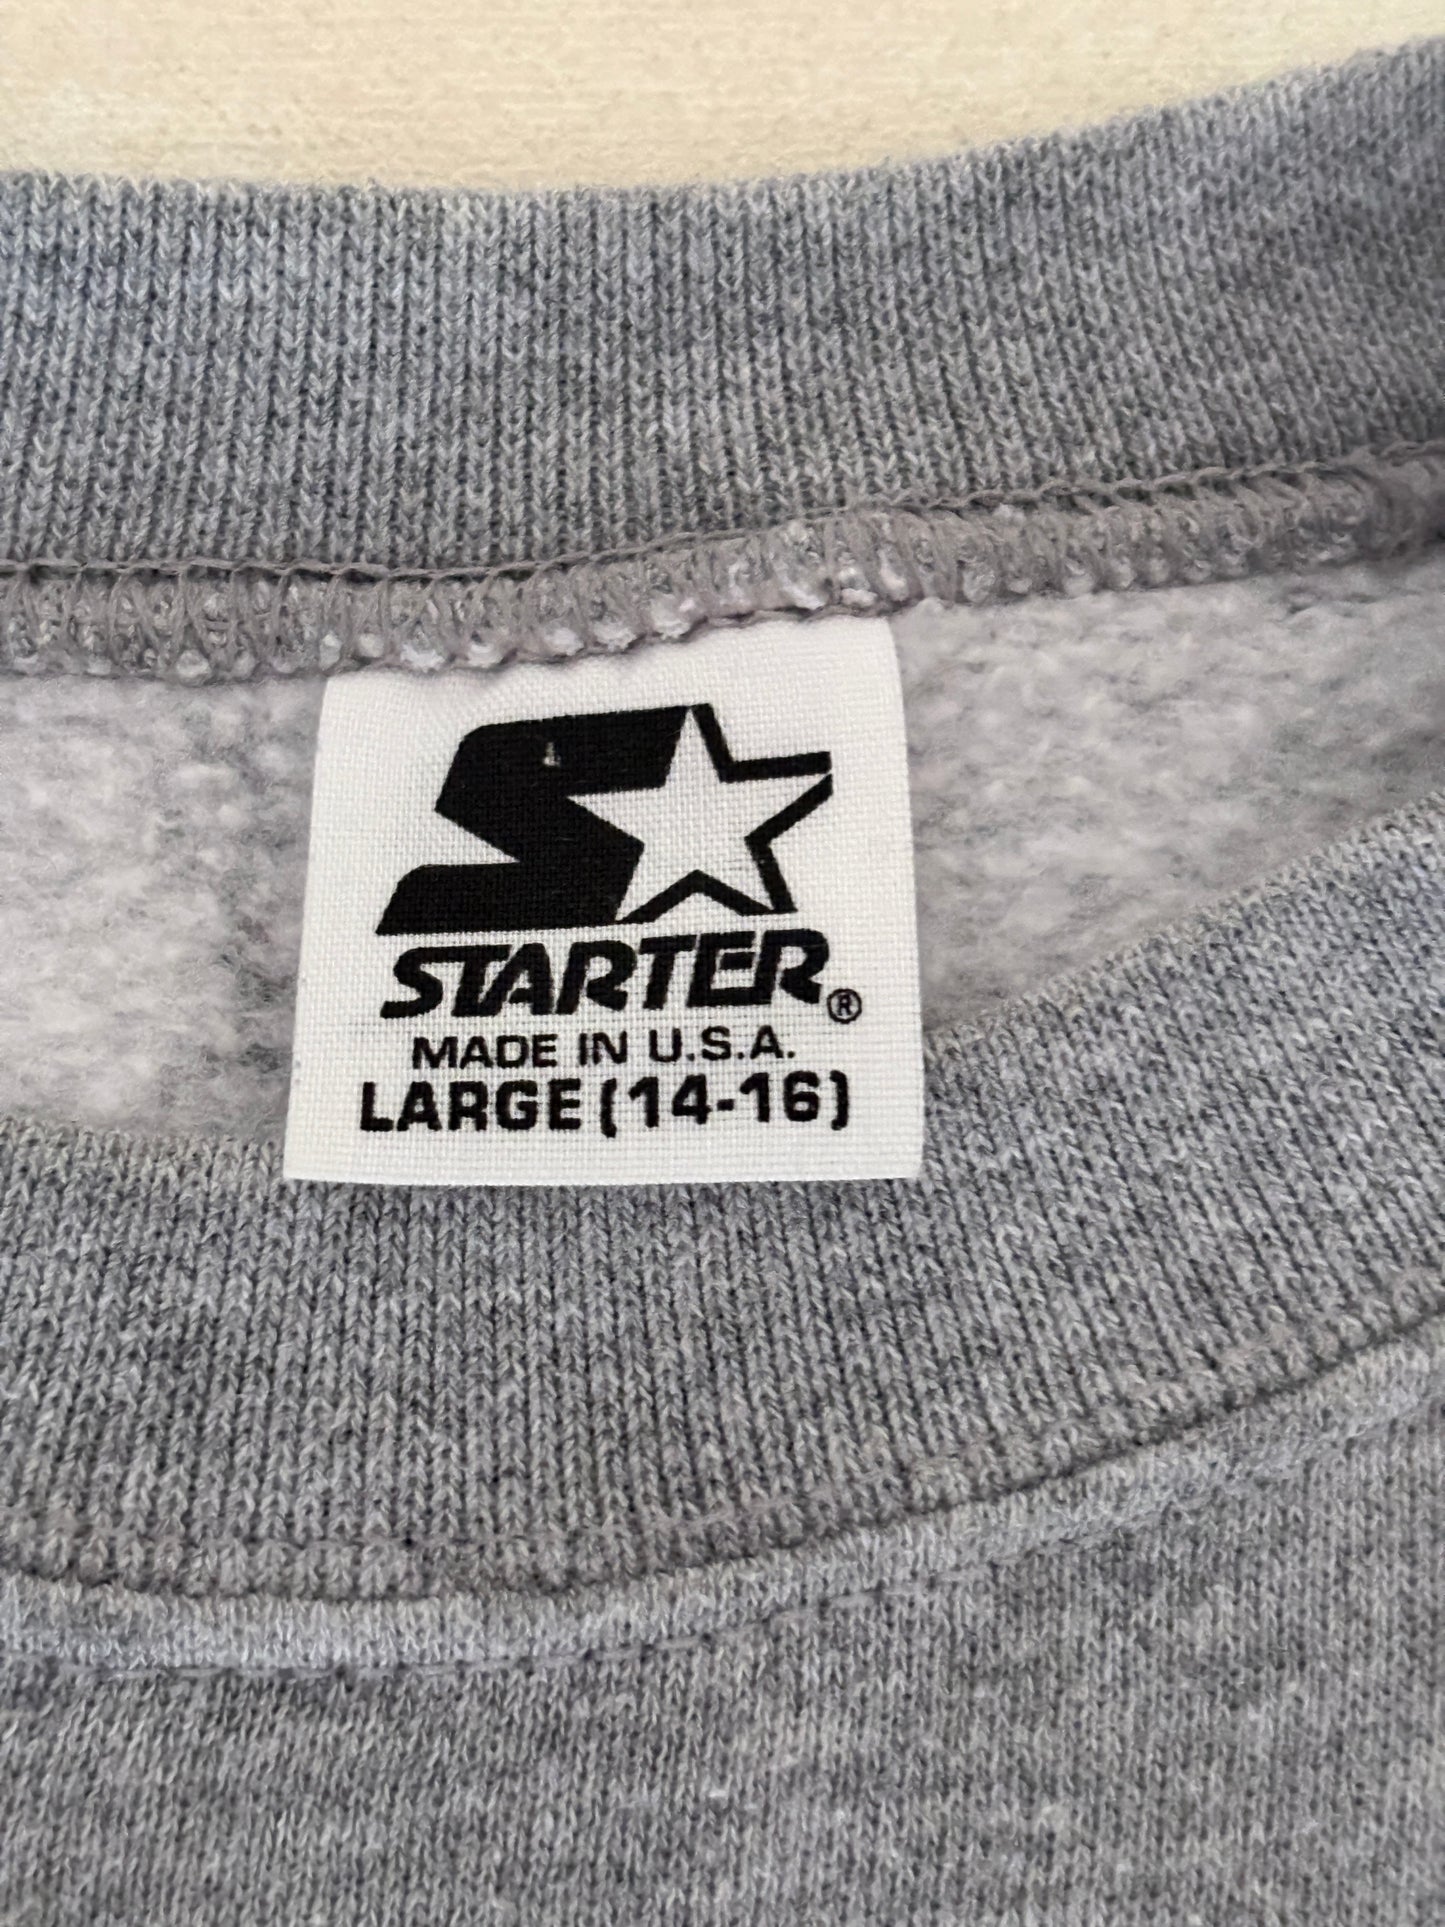 STARTER®
MADE IN U.S.A.
LARGE (14-16)